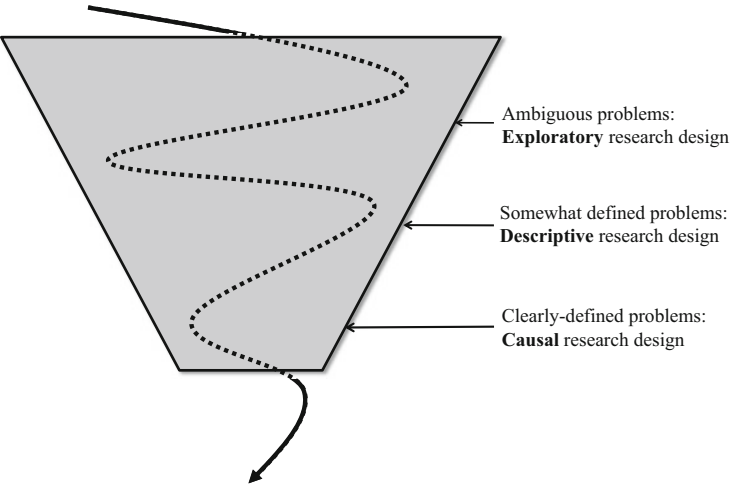 Ambiguous problems:
Exploratory research design
Somewhat defined problems:
Descriptive research design
Clearly-defined problems:
Causal research design